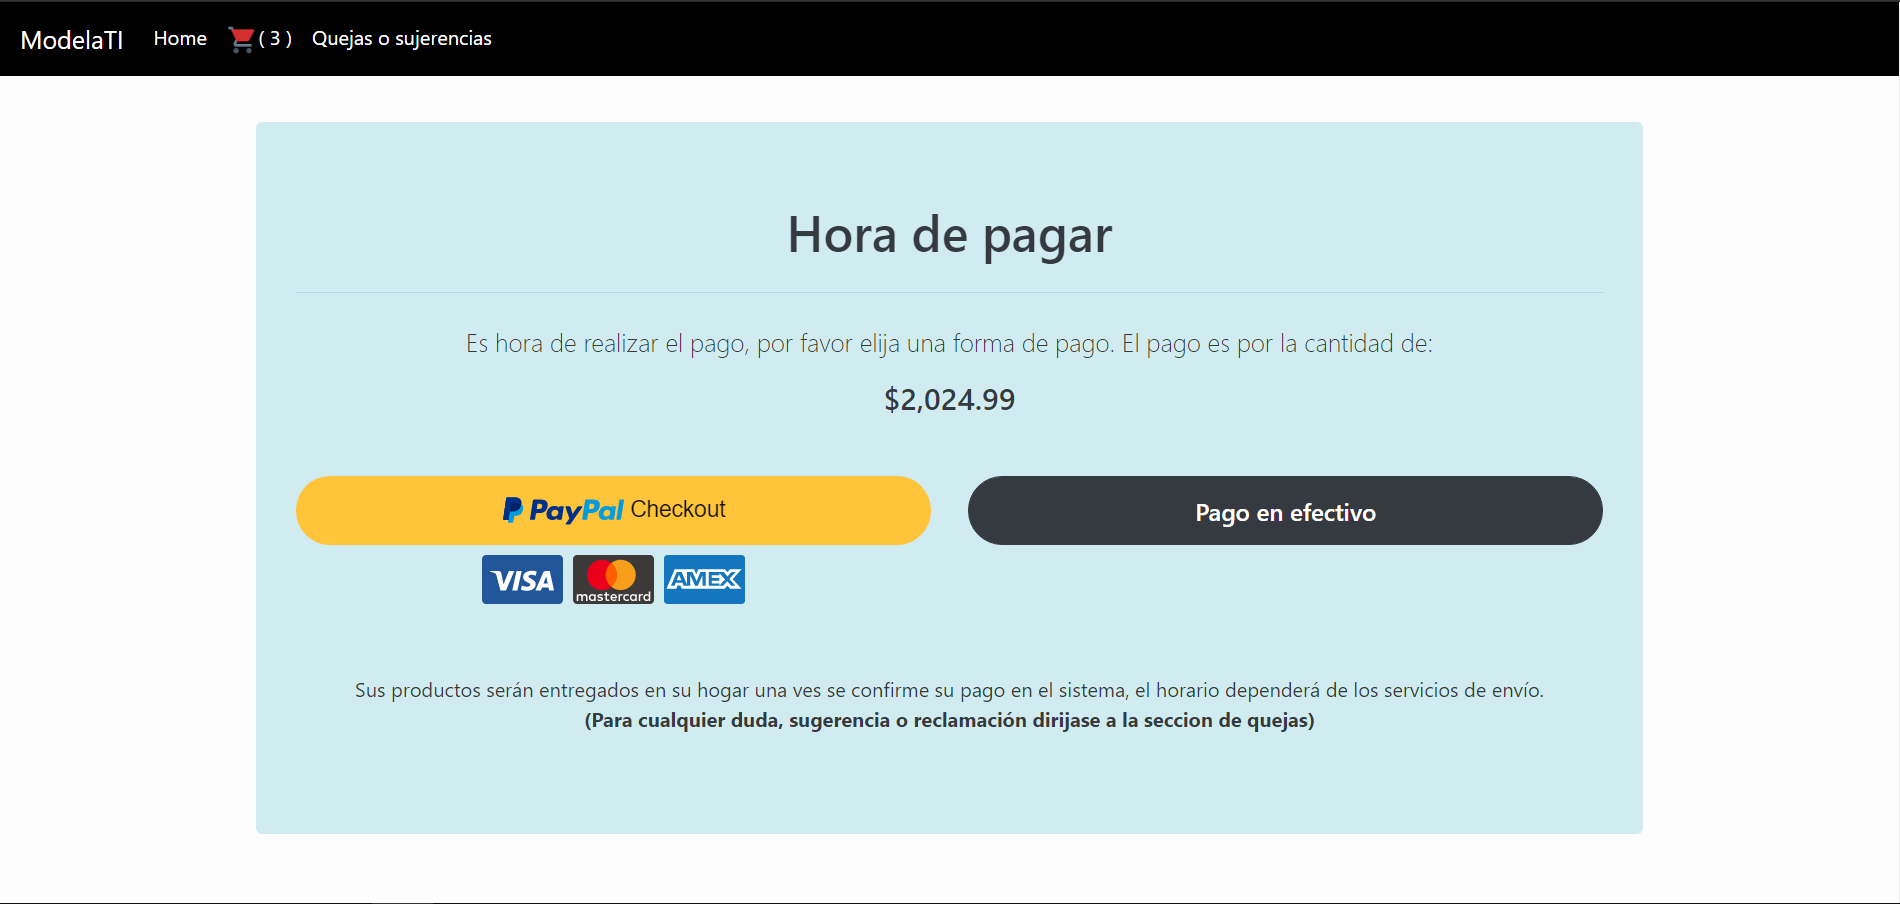 ModelaTI Home ( 3 ) Quejas o sujerencias
Hora de pagar
Es hora de realizar el pago, por favor elija una forma de pago. El pago es por la cantidad de:
$2,024.99
PayPal Checkout
Pago en efectivo
VISA mastercard AMEX
Sus productos serán entregados en su hogar una ves se confirme su pago en el sistema, el horario dependerá de los servicios de envío.
(Para cualquier duda, sugerencia o reclamación dirijase a la seccion de quejas)